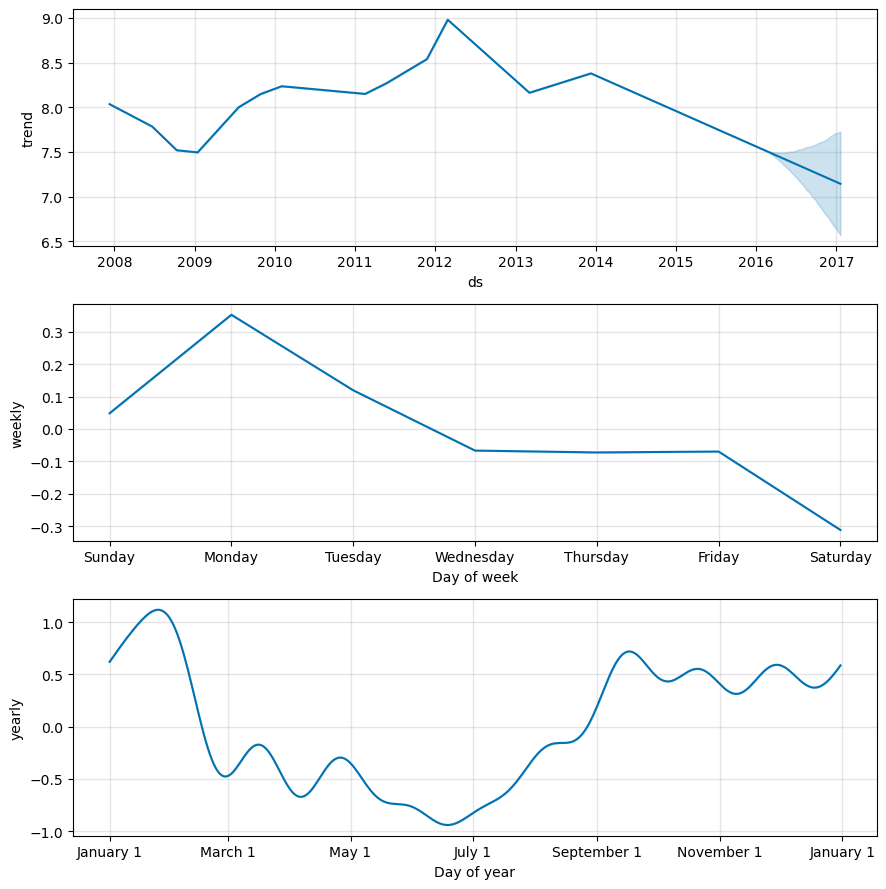 9.0
8.5
8.0
7.5
7.0
6.5
trend
2008 2009 2010 2011 2012 2013 2014 2015 2016 2017
ds
0.3
0.2
0.1
0.0
−0.1
−0.2
−0.3
weekly
Sunday Monday Tuesday Wednesday Thursday Friday Saturday
Day of week
1.0
0.5
0.0
−0.5
−1.0
yearly
January 1 March 1 May 1 July 1 September 1 November 1 January 1
Day of year